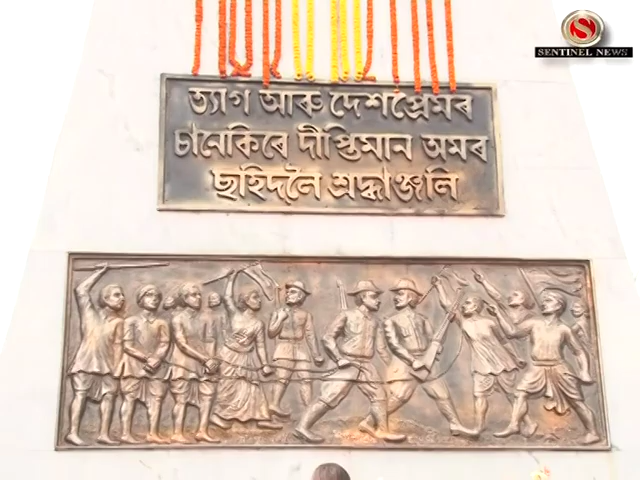 ত্যাগ আৰু দেশপ্ৰেমৰ
চানেকিৰে দীপ্তিমান অমৰ
ছহিদলৈ শ্ৰদ্ধাঞ্জলি
S
SENTINEL NEWS